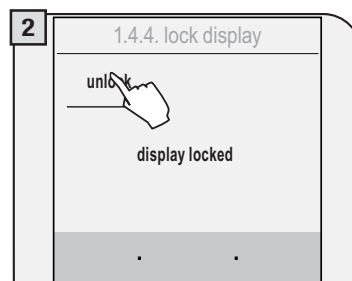 2
1.4.4. lock display
unlock
display locked
. .